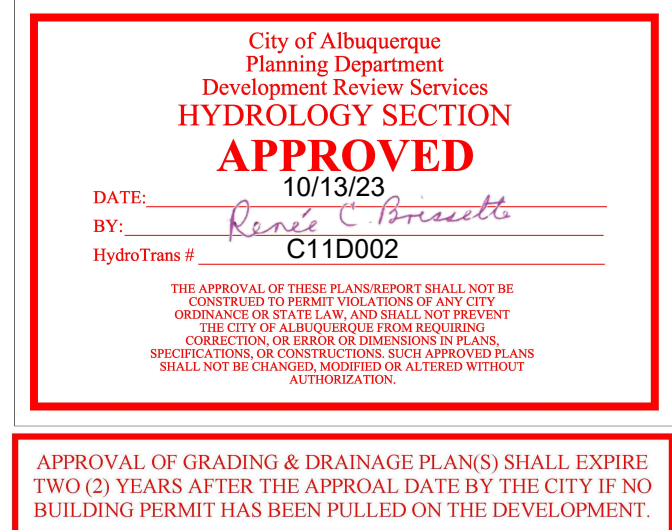 City of Albuquerque
Planning Department
Development Review Services
HYDROLOGY SECTION
APPROVED
DATE: 10/13/23
BY: Renée C. Brissette
HydroTrans # C11D002
THE APPROVAL OF THESE PLANS/REPORT SHALL NOT BE
CONSTRUED TO PERMIT VIOLATIONS OF ANY CITY
ORDINANCE OR STATE LAW, AND SHALL NOT PREVENT
THE CITY OF ALBUQUERQUE FROM REQUIRING
CORRECTION, OR ERROR OR DIMENSIONS IN PLANS,
SPECIFICATIONS, OR CONSTRUCTIONS. SUCH APPROVED PLANS
SHALL NOT BE CHANGED, MODIFIED OR ALTERED WITHOUT
AUTHORIZATION.
APPROVAL OF GRADING & DRAINAGE PLAN(S) SHALL EXPIRE
TWO (2) YEARS AFTER THE APPROAL DATE BY THE CITY IF NO
BUILDING PERMIT HAS BEEN PULLED ON THE DEVELOPMENT.